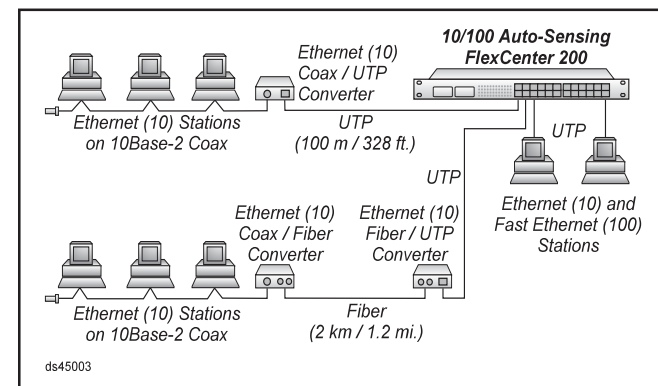 10/100 Auto-Sensing
FlexCenter 200
Ethernet (10)
Coax / UTP
Converter
Ethernet (10) Stations
on 10Base-2 Coax
UTP
(100 m / 328 ft.)
UTP
UTP
Ethernet (10) and
Fast Ethernet (100)
Stations
Ethernet (10)
Coax / Fiber
Converter
Ethernet (10)
Fiber / UTP
Converter
Ethernet (10) Stations
on 10Base-2 Coax
Fiber
(2 km / 1.2 mi.)
ds45003